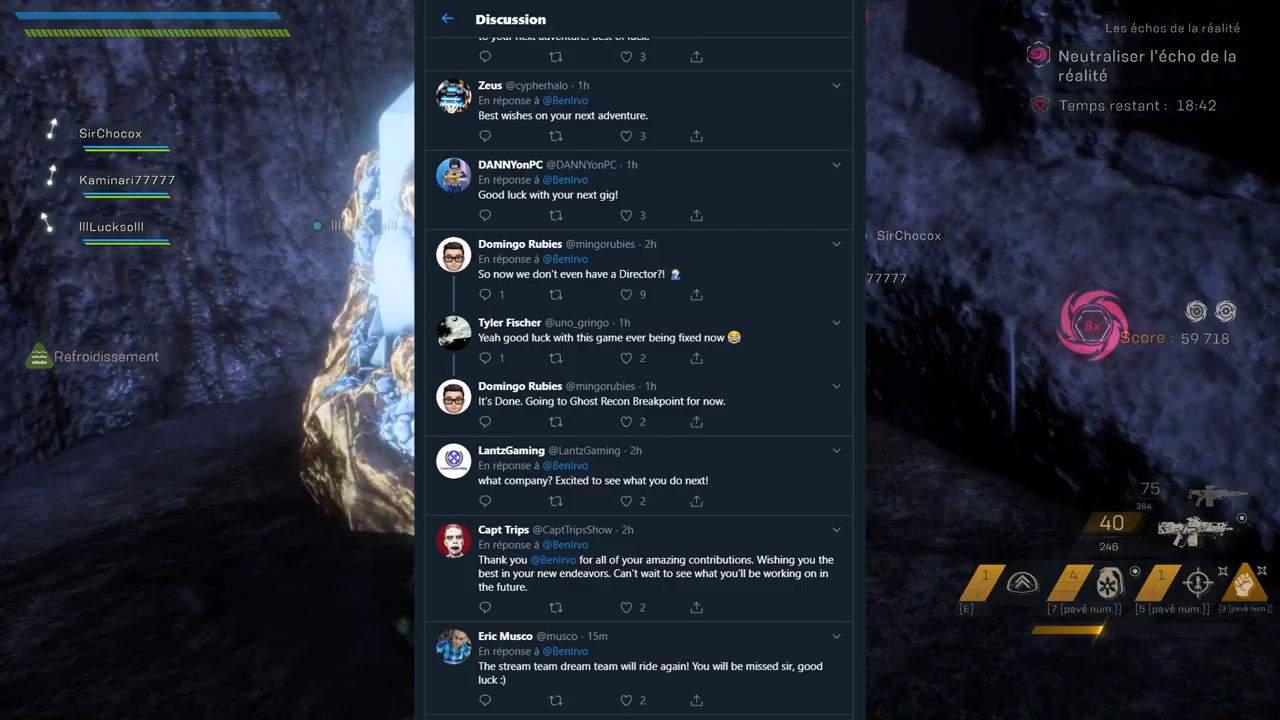 Discussion
to your next adventure. Best of luck.
3
Zeus @cypherhalo · 1h
En réponse à @BenIrvo
Best wishes on your next adventure.
3
DANNYonPC @DANNYonPC · 1h
En réponse à @BenIrvo
Good luck with your next gig!
3
Domingo Rubies @mingorubies · 2h
En réponse à @BenIrvo
So now we don't even have a Director?! 🤦🏻‍♂️
1 9
Tyler Fischer @uno_gringo · 1h
Yeah good luck with this game ever being fixed now 😂
1 2
Domingo Rubies @mingorubies · 1h
It's Done. Going to Ghost Recon Breakpoint for now.
2
LantzGaming @LantzGaming · 2h
En réponse à @BenIrvo
what company? Excited to see what you do next!
2
Capt Trips @CaptTripsShow · 2h
En réponse à @BenIrvo
Thank you @BenIrvo for all of your amazing contributions. Wishing you the
best in your new endeavors. Can't wait to see what you'll be working on in
the future.
2
Eric Musco @musco · 15m
En réponse à @BenIrvo
The stream team dream team will ride again! You will be missed sir, good
luck :)
2
SirChocox
Kaminari77777
lllLucksolll
Refroidissement
Les échos de la réalité
Neutraliser l'écho de la
réalité
Temps restant : 18:42
SirChocox
77777
8x
Score : 59 718
75
384
40
246
1 4 1
[E] [7 (pavé num.)] [5 (pavé num.)] [3 (pavé num.)]